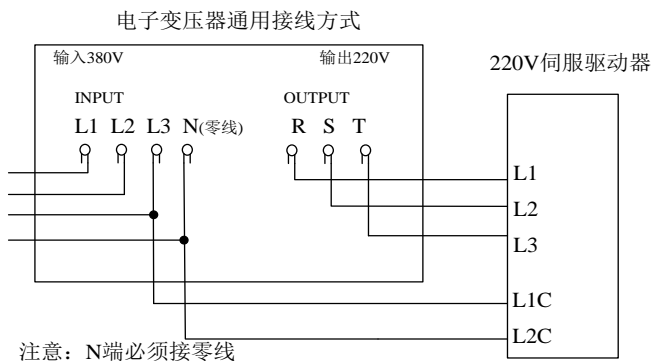 电子变压器通用接线方式
输入380V 输出220V
220V伺服驱动器
INPUT OUTPUT
L1 L2 L3 N(零线) R S T
L1
L2
L3
L1C
L2C
注意：N端必须接零线